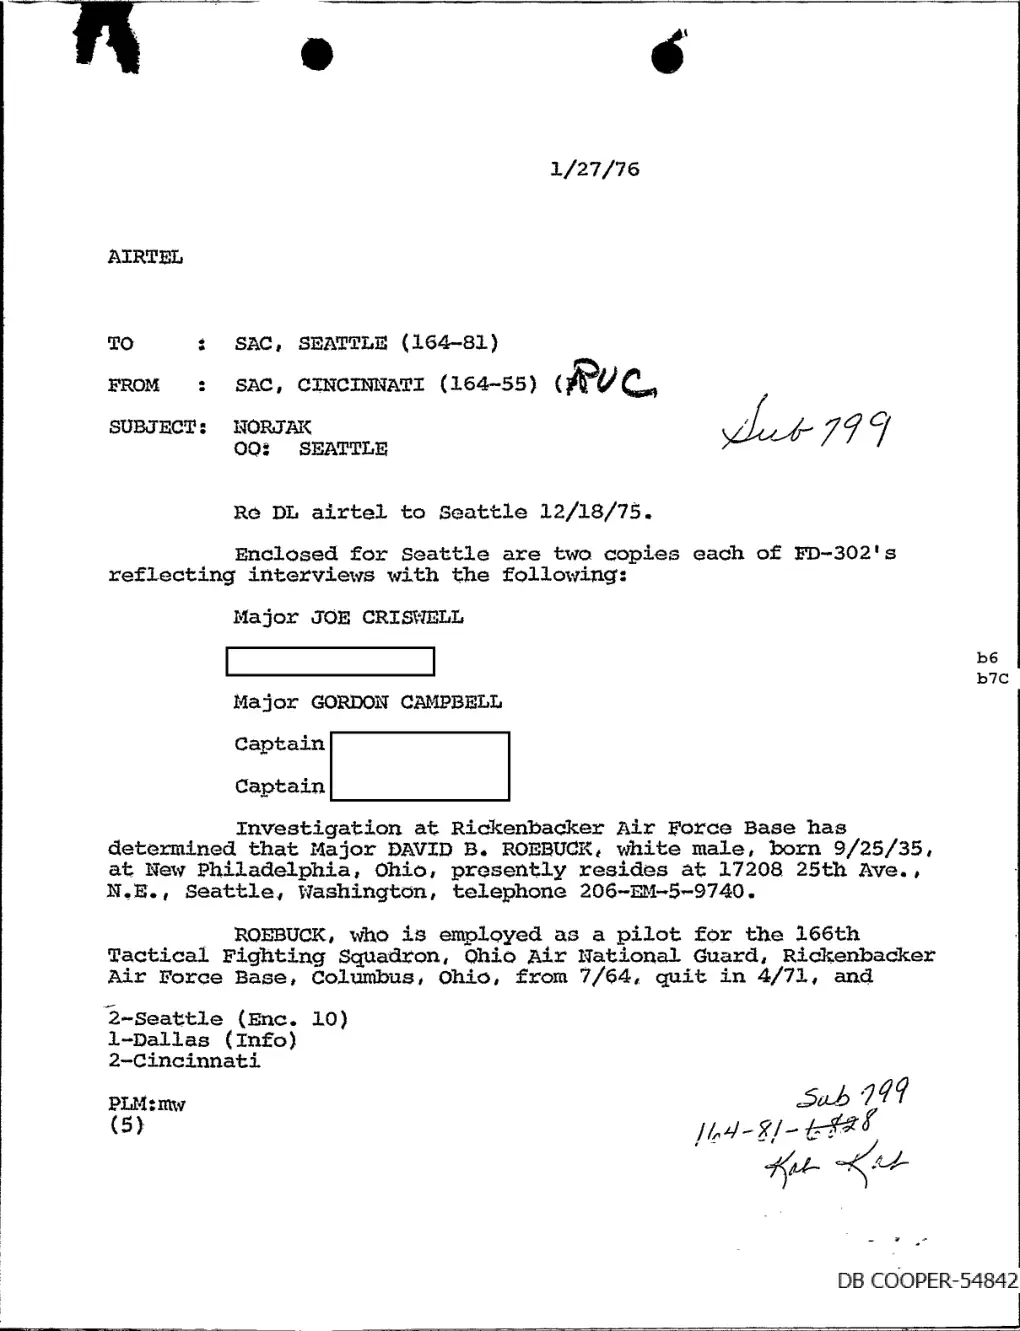 1/27/76
AIRTEL
TO : SAC, SEATTLE (164-81)
FROM : SAC, CINCINNATI (164-55) (RUC
SUBJECT: NORJAK
OO: SEATTLE
Sub 799
Re DL airtel to Seattle 12/18/75.
Enclosed for Seattle are two copies each of FD-302's
reflecting interviews with the following:
Major JOE CRISWELL
b6
b7C
Major GORDON CAMPBELL
Captain
Captain
Investigation at Rickenbacker Air Force Base has
determined that Major DAVID B. ROEBUCK, white male, born 9/25/35,
at New Philadelphia, Ohio, presently resides at 17208 25th Ave.,
N.E., Seattle, Washington, telephone 206-EM-5-9740.
ROEBUCK, who is employed as a pilot for the 166th
Tactical Fighting Squadron, Ohio Air National Guard, Rickenbacker
Air Force Base, Columbus, Ohio, from 7/64, quit in 4/71, and
2-Seattle (Enc. 10)
1-Dallas (Info)
2-Cincinnati
PLM:mw
(5)
Sub 799
164-81-
DB COOPER-54842